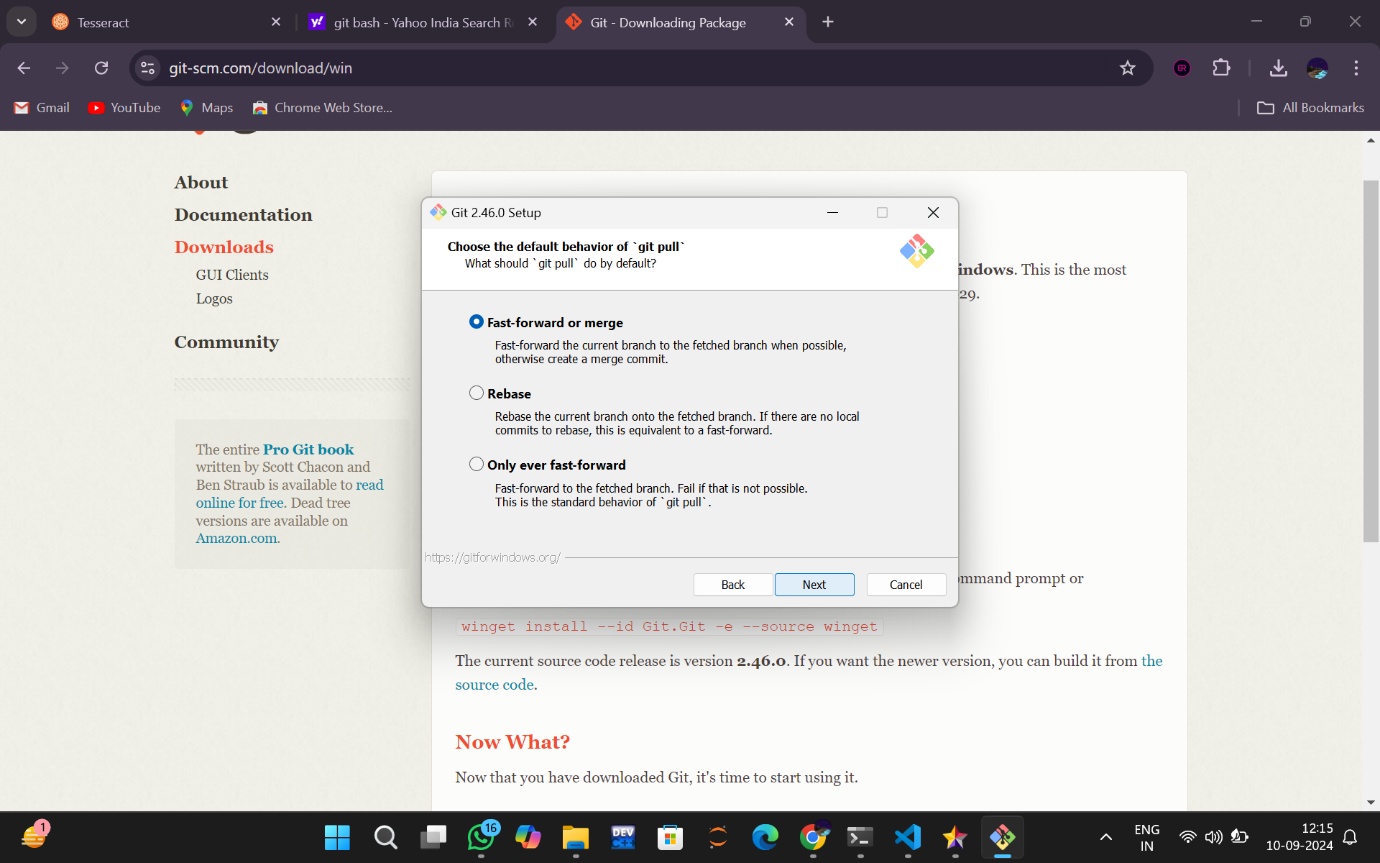 Tesseract
git bash - Yahoo India Search R
Git - Downloading Package
git-scm.com/download/win
Gmail
YouTube
Maps
Chrome Web Store...
All Bookmarks
About
Documentation
Downloads
GUI Clients
Logos
Community
The entire Pro Git book
written by Scott Chacon and
Ben Straub is available to read
online for free. Dead tree
versions are available on
Amazon.com.
indows. This is the most
29.
Git 2.46.0 Setup
Choose the default behavior of `git pull`
What should `git pull` do by default?
Fast-forward or merge
Fast-forward the current branch to the fetched branch when possible,
otherwise create a merge commit.
Rebase
Rebase the current branch onto the fetched branch. If there are no local
commits to rebase, this is equivalent to a fast-forward.
Only ever fast-forward
Fast-forward to the fetched branch. Fail if that is not possible.
This is the standard behavior of `git pull`.
https://gitforwindows.org/
Back
Next
Cancel
mmand prompt or
winget install --id Git.Git -e --source winget
The current source code release is version 2.46.0. If you want the newer version, you can build it from the
source code.
Now What?
Now that you have downloaded Git, it's time to start using it.
1
16
DEV
C++
ENG
IN
12:15
10-09-2024